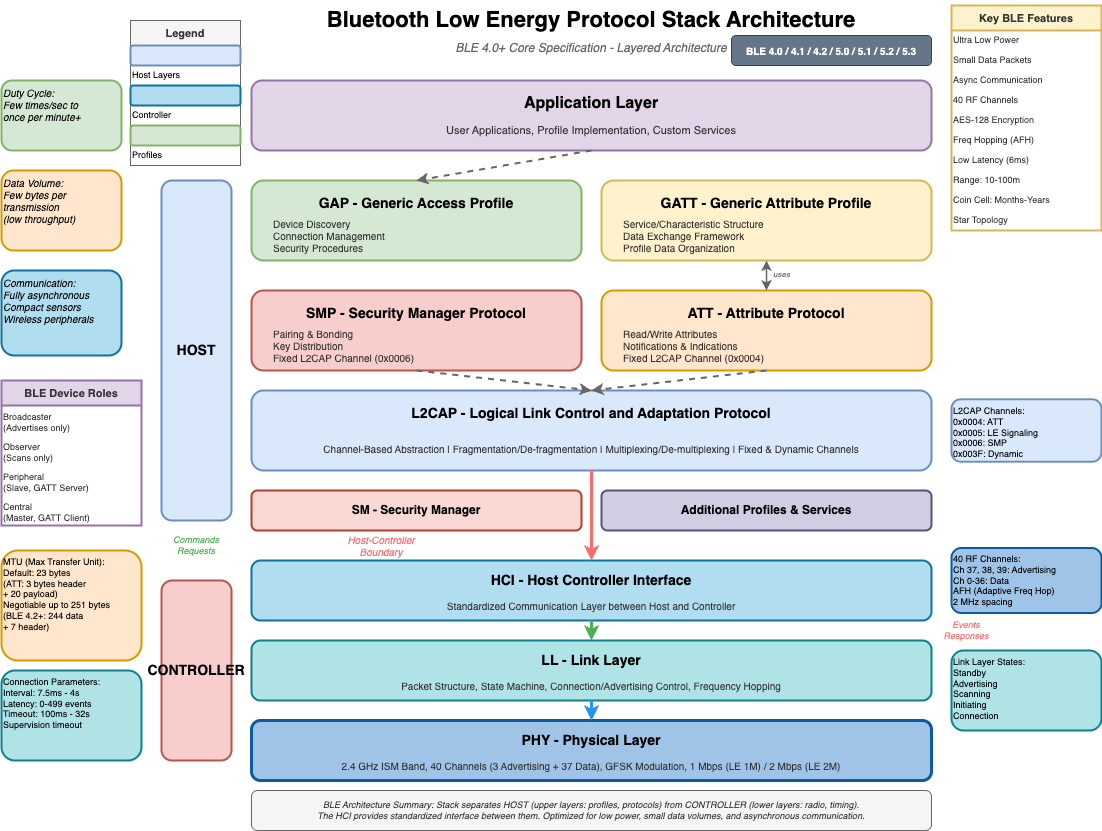 Bluetooth Low Energy Protocol Stack Architecture
BLE 4.0+ Core Specification - Layered Architecture
BLE 4.0 / 4.1 / 4.2 / 5.0 / 5.1 / 5.2 / 5.3
Legend
Host Layers
Controller
Profiles
Key BLE Features
Ultra Low Power
Small Data Packets
Async Communication
40 RF Channels
AES-128 Encryption
Freq Hopping (AFH)
Low Latency (6ms)
Range: 10-100m
Coin Cell: Months-Years
Star Topology
Duty Cycle:
Few times/sec to
once per minute+
Data Volume:
Few bytes per
transmission
(low throughput)
Communication:
Fully asynchronous
Compact sensors
Wireless peripherals
BLE Device Roles
Broadcaster
(Advertises only)
Observer
(Scans only)
Peripheral
(Slave, GATT Server)
Central
(Master, GATT Client)
MTU (Max Transfer Unit):
Default: 23 bytes
(ATT: 3 bytes header
+ 20 payload)
Negotiable up to 251 bytes
(BLE 4.2+: 244 data
+ 7 header)
Connection Parameters:
Interval: 7.5ms - 4s
Latency: 0-499 events
Timeout: 100ms - 32s
Supervision timeout
HOST
Commands
Requests
CONTROLLER
Application Layer
User Applications, Profile Implementation, Custom Services
GAP - Generic Access Profile
Device Discovery
Connection Management
Security Procedures
GATT - Generic Attribute Profile
Service/Characteristic Structure
Data Exchange Framework
Profile Data Organization
uses
SMP - Security Manager Protocol
Pairing & Bonding
Key Distribution
Fixed L2CAP Channel (0x0006)
ATT - Attribute Protocol
Read/Write Attributes
Notifications & Indications
Fixed L2CAP Channel (0x0004)
L2CAP - Logical Link Control and Adaptation Protocol
Channel-Based Abstraction | Fragmentation/De-fragmentation | Multiplexing/De-multiplexing | Fixed & Dynamic Channels
SM - Security Manager
Additional Profiles & Services
Host-Controller
Boundary
HCI - Host Controller Interface
Standardized Communication Layer between Host and Controller
LL - Link Layer
Packet Structure, State Machine, Connection/Advertising Control, Frequency Hopping
PHY - Physical Layer
2.4 GHz ISM Band, 40 Channels (3 Advertising + 37 Data), GFSK Modulation, 1 Mbps (LE 1M) / 2 Mbps (LE 2M)
BLE Architecture Summary: Stack separates HOST (upper layers: profiles, protocols) from CONTROLLER (lower layers: radio, timing).
The HCI provides standardized interface between them. Optimized for low power, small data volumes, and asynchronous communication.
L2CAP Channels:
0x0004: ATT
0x0005: LE Signaling
0x0006: SMP
0x003F: Dynamic
40 RF Channels:
Ch 37, 38, 39: Advertising
Ch 0-36: Data
AFH (Adaptive Freq Hop)
2 MHz spacing
Events
Responses
Link Layer States:
Standby
Advertising
Scanning
Initiating
Connection